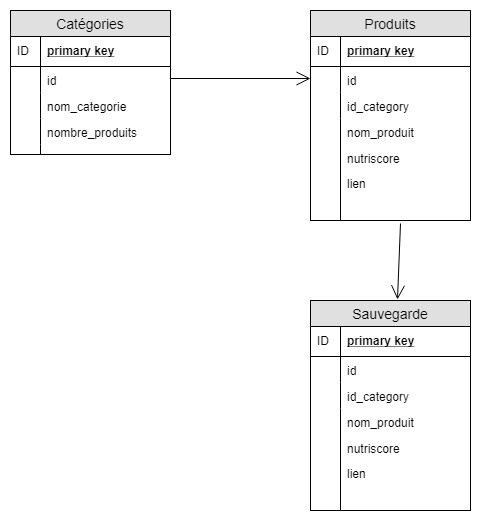 Catégories
ID primary key
id
nom_categorie
nombre_produits
Produits
ID primary key
id
id_category
nom_produit
nutriscore
lien
Sauvegarde
ID primary key
id
id_category
nom_produit
nutriscore
lien